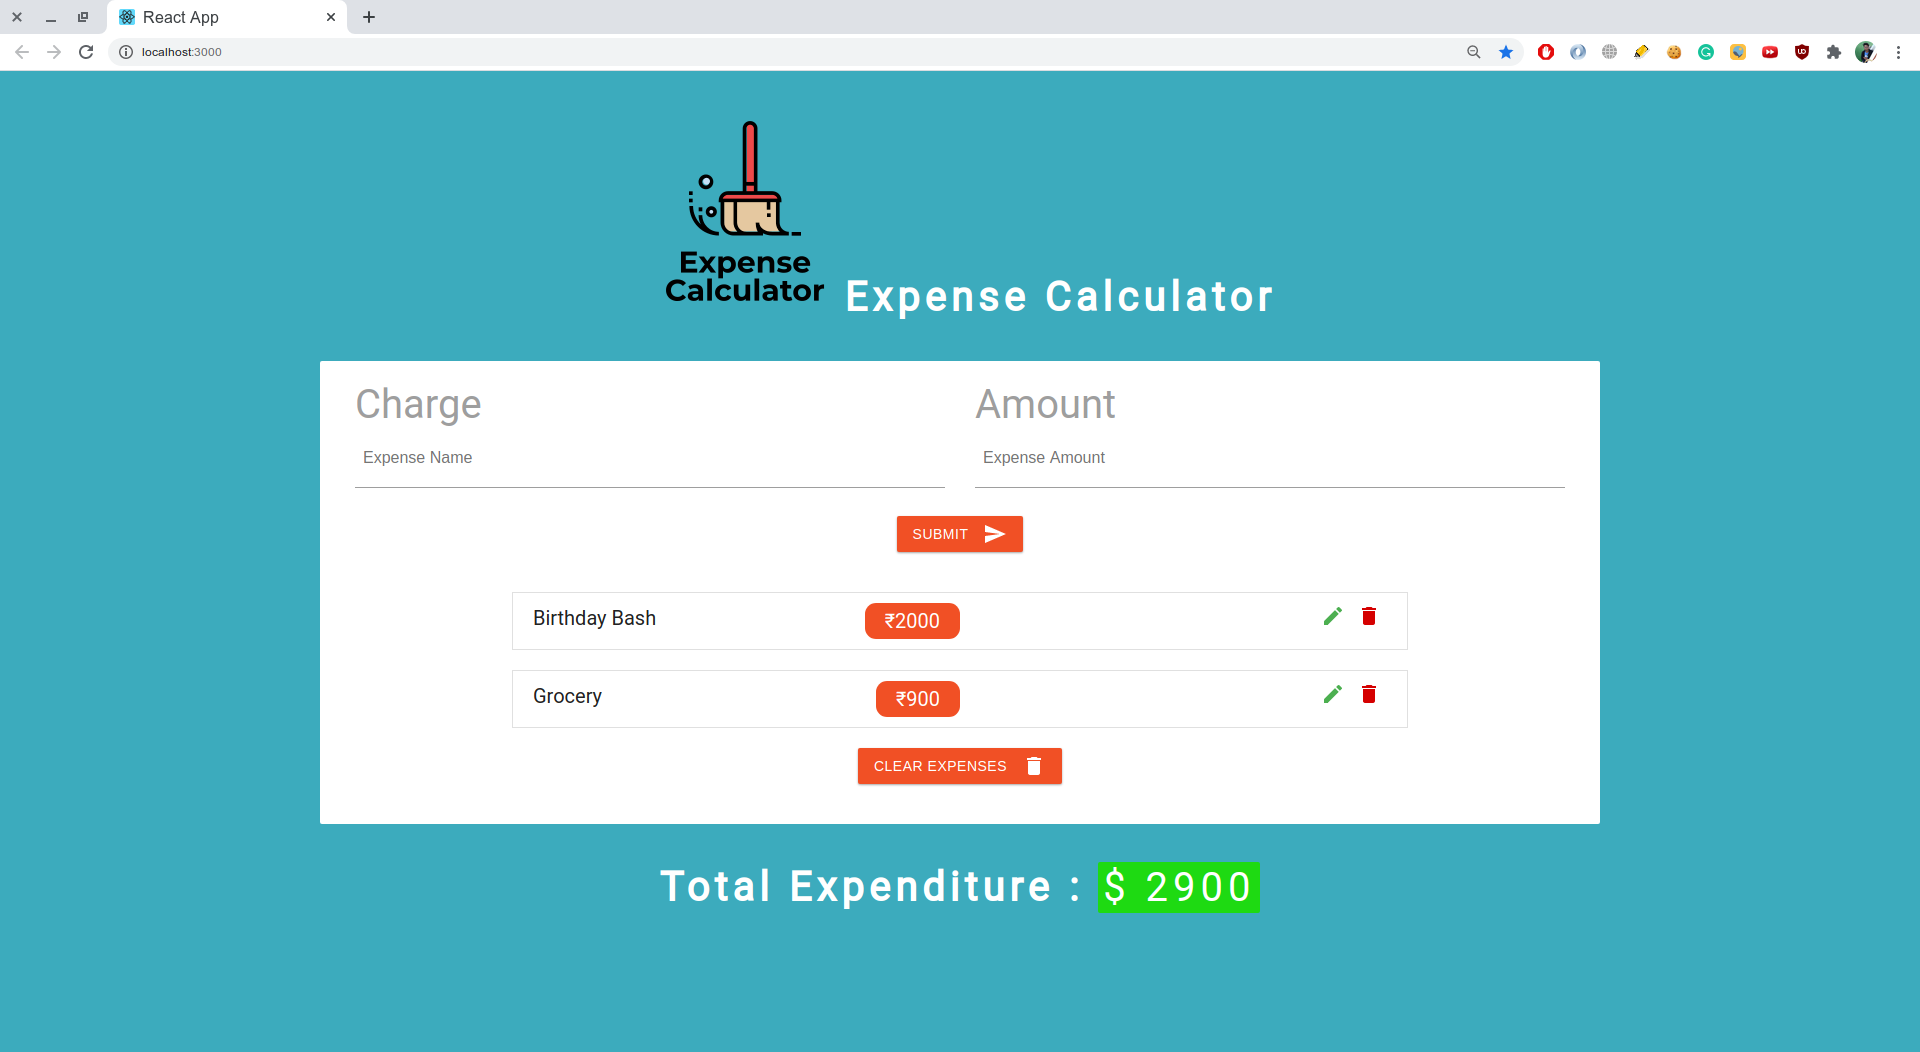 React App
localhost:3000
Expense
Calculator
Expense Calculator
Charge Amount
Expense Name Expense Amount
SUBMIT
Birthday Bash ₹2000
Grocery ₹900
CLEAR EXPENSES
Total Expenditure : $ 2900